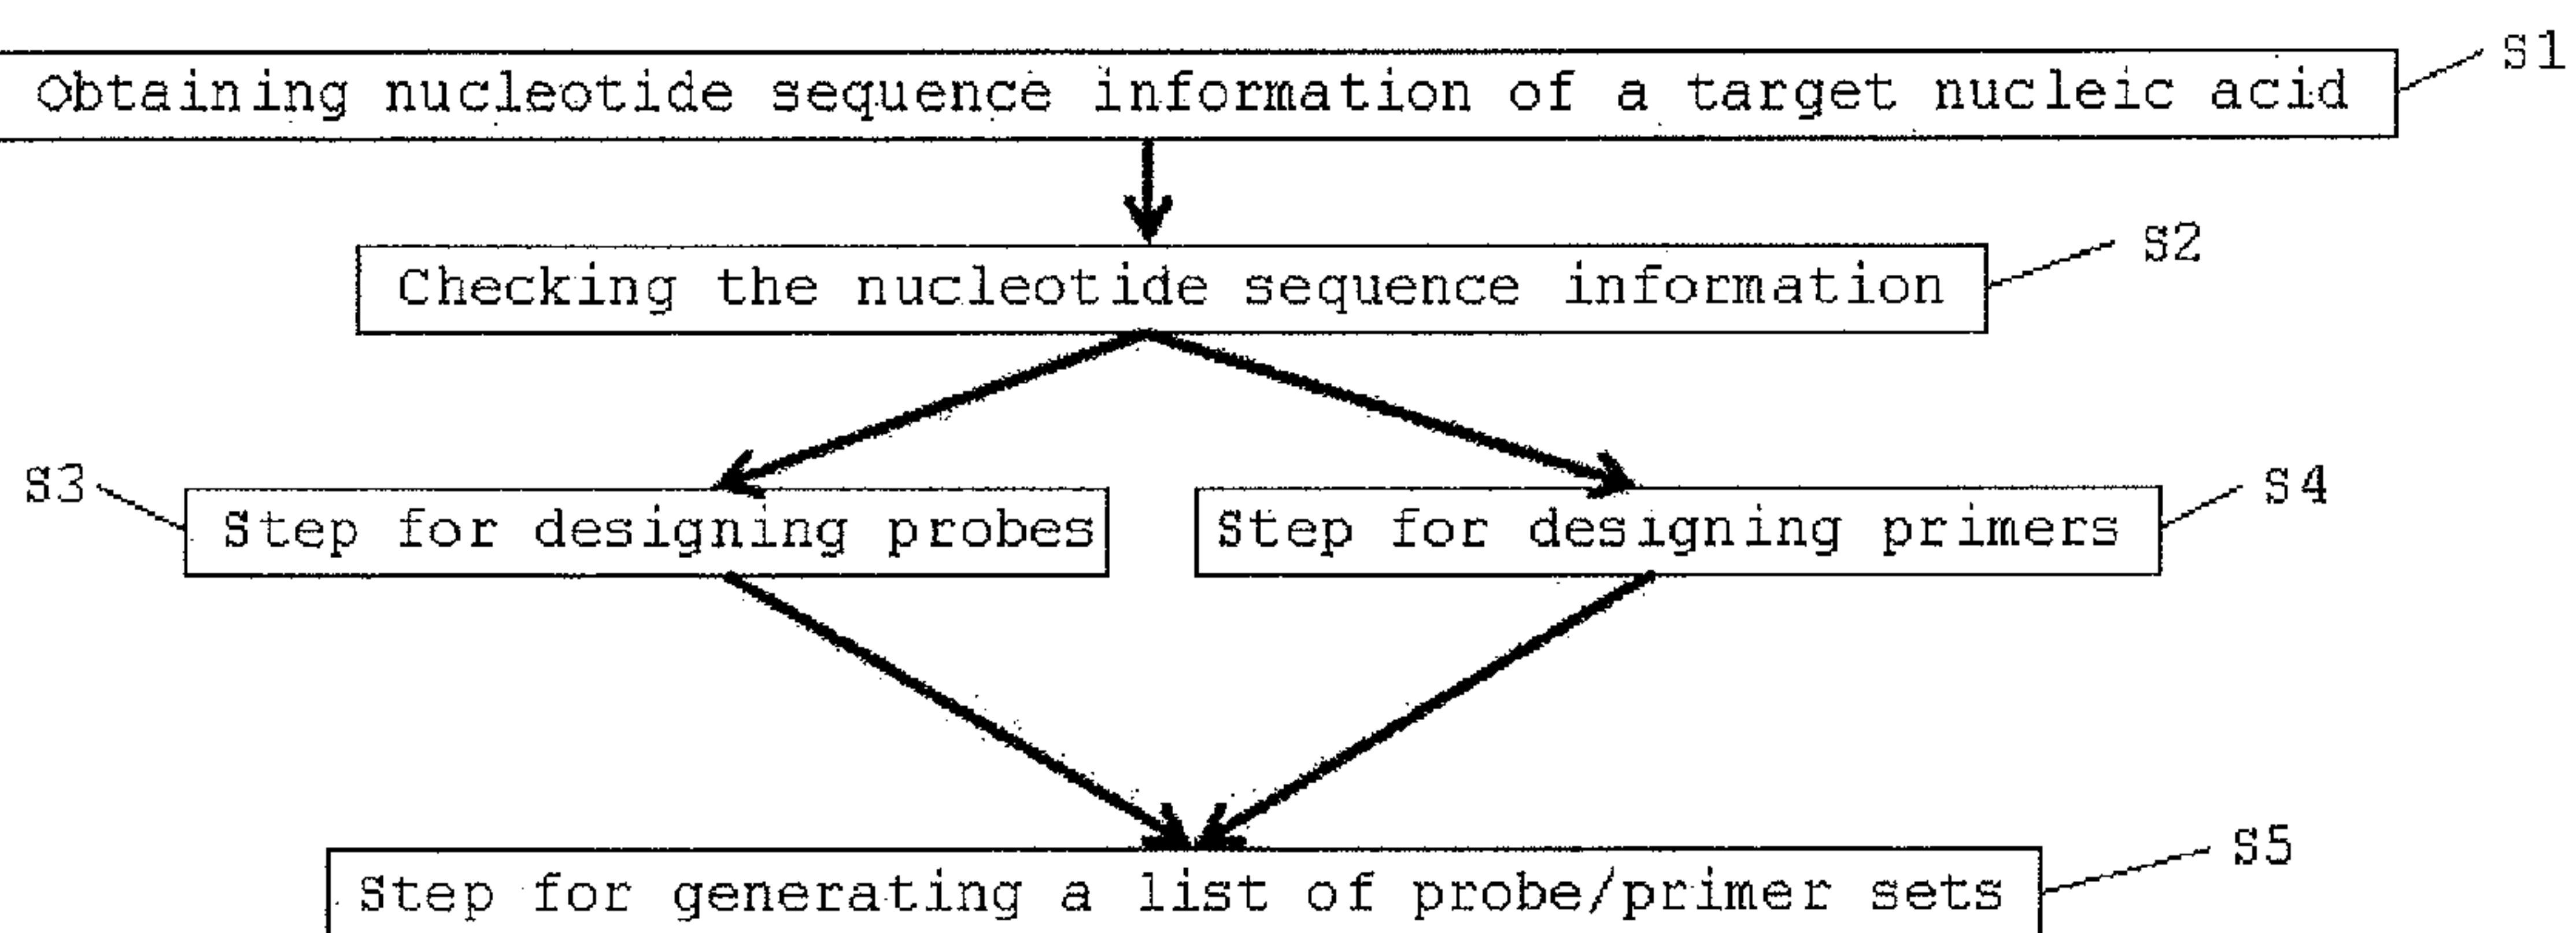 Obtaining nucleotide sequence information of a target nucleic acid S1
Checking the nucleotide sequence information S2
S3 Step for designing probes Step for designing primers S4
Step for generating a list of probe/primer sets S5